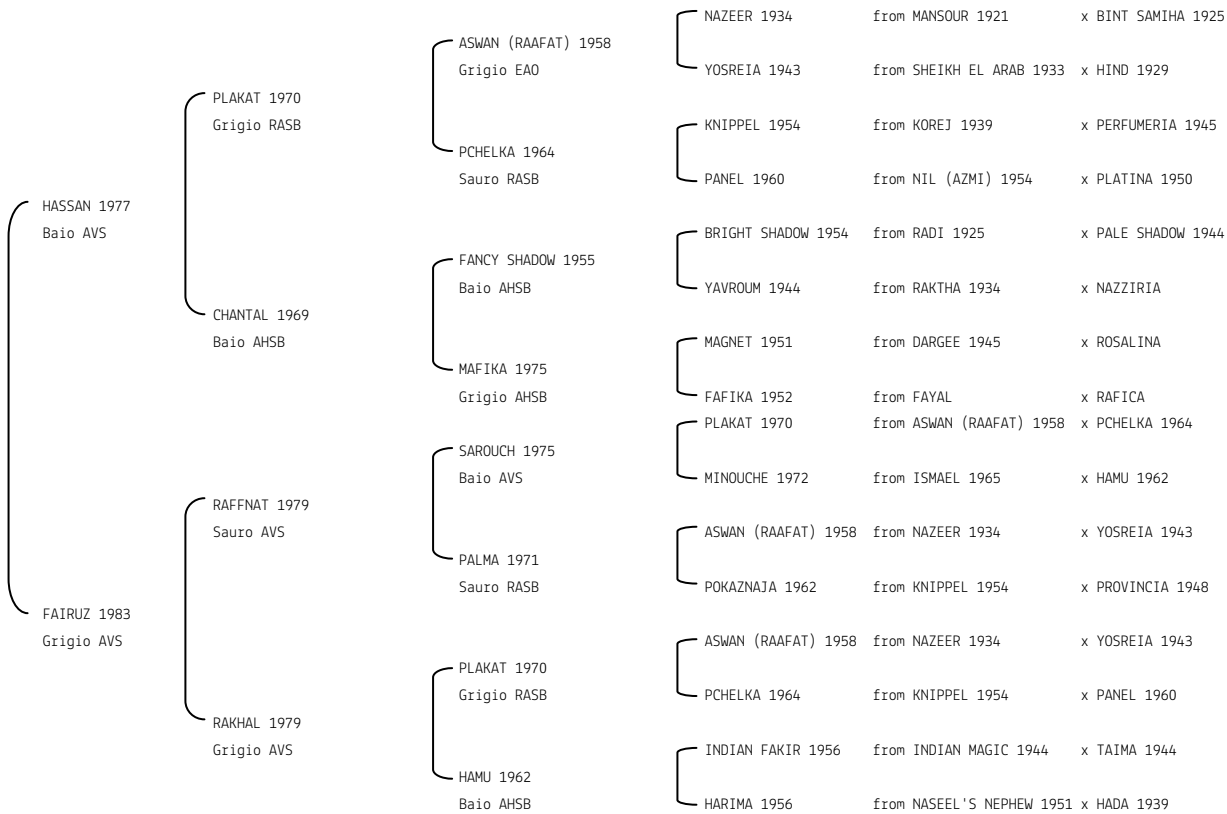 NAZEER 1934 from MANSOUR 1921 x BINT SAMIHA 1925
ASWAN (RAAFAT) 1958
Grigio EAO
YOSREIA 1943 from SHEIKH EL ARAB 1933 x HIND 1929
PLAKAT 1970
Grigio RASB
KNIPPEL 1954 from KOREJ 1939 x PERFUMERIA 1945
PCHELKA 1964
Sauro RASB
PANEL 1960 from NIL (AZMI) 1954 x PLATINA 1950
HASSAN 1977
Baio AVS
BRIGHT SHADOW 1954 from RADI 1925 x PALE SHADOW 1944
FANCY SHADOW 1955
Baio AHSB
YAVROUM 1944 from RAKTHA 1934 x NAZZIRIA
CHANTAL 1969
Baio AHSB
MAGNET 1951 from DARGEE 1945 x ROSALINA
MAFIKA 1975
Grigio AHSB
FAFIKA 1952 from FAYAL x RAFICA
PLAKAT 1970 from ASWAN (RAAFAT) 1958 x PCHELKA 1964
SAROUCH 1975
Baio AVS
MINOUCHE 1972 from ISMAEL 1965 x HAMU 1962
RAFFNAT 1979
Sauro AVS
ASWAN (RAAFAT) 1958 from NAZEER 1934 x YOSREIA 1943
PALMA 1971
Sauro RASB
POKAZNAJA 1962 from KNIPPEL 1954 x PROVINCIA 1948
FAIRUZ 1983
Grigio AVS
ASWAN (RAAFAT) 1958 from NAZEER 1934 x YOSREIA 1943
PLAKAT 1970
Grigio RASB
PCHELKA 1964 from KNIPPEL 1954 x PANEL 1960
RAKHAL 1979
Grigio AVS
INDIAN FAKIR 1956 from INDIAN MAGIC 1944 x TAIMA 1944
HAMU 1962
Baio AHSB
HARIMA 1956 from NASEEL'S NEPHEW 1951 x HADA 1939